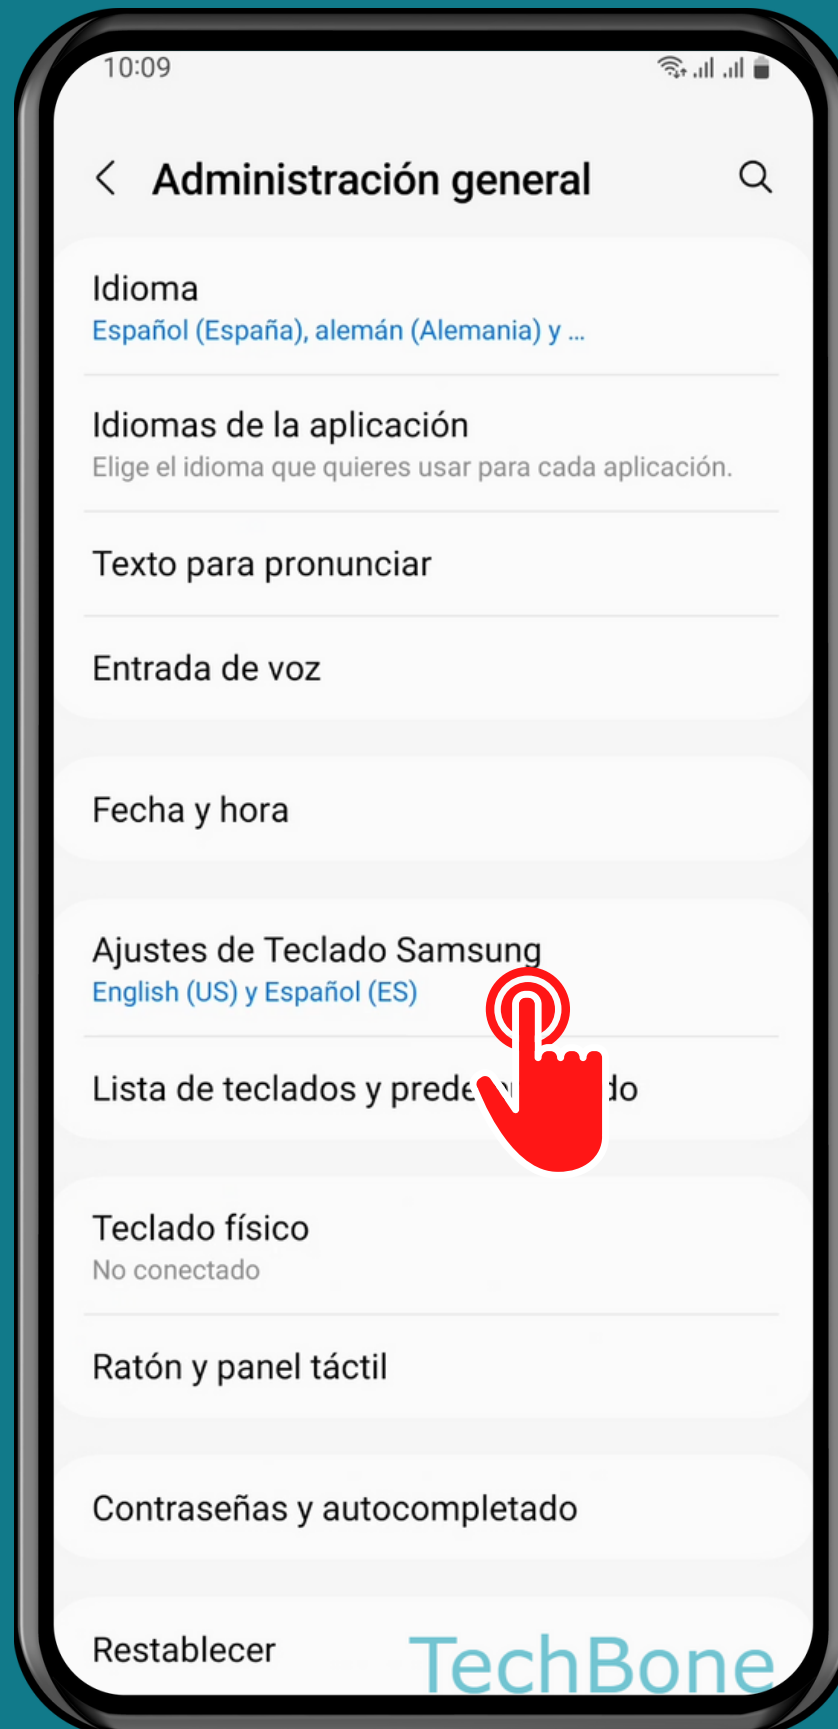 10:09
Administración general
Idioma
Español (España), alemán (Alemania) y ...
Idiomas de la aplicación
Elige el idioma que quieres usar para cada aplicación.
Texto para pronunciar
Entrada de voz
Fecha y hora
Ajustes de Teclado Samsung
English (US) y Español (ES)
Lista de teclados y
Teclado físico
No conectado
Ratón y panel táctil
Contraseñas y autocompletado
Restablecer
TechBone